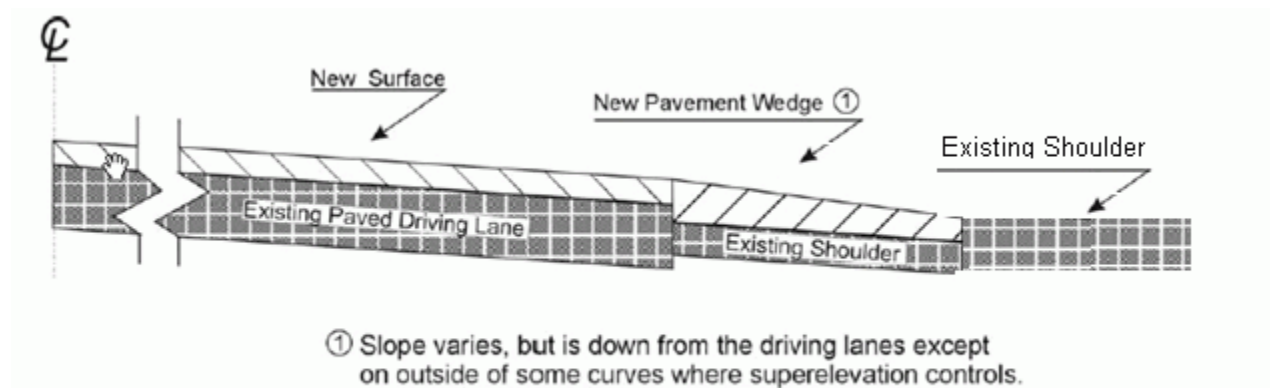 ℄
New Surface
New Pavement Wedge ①
Existing Shoulder
Existing Paved Driving Lane
Existing Shoulder
① Slope varies, but is down from the driving lanes except
on outside of some curves where superelevation controls.